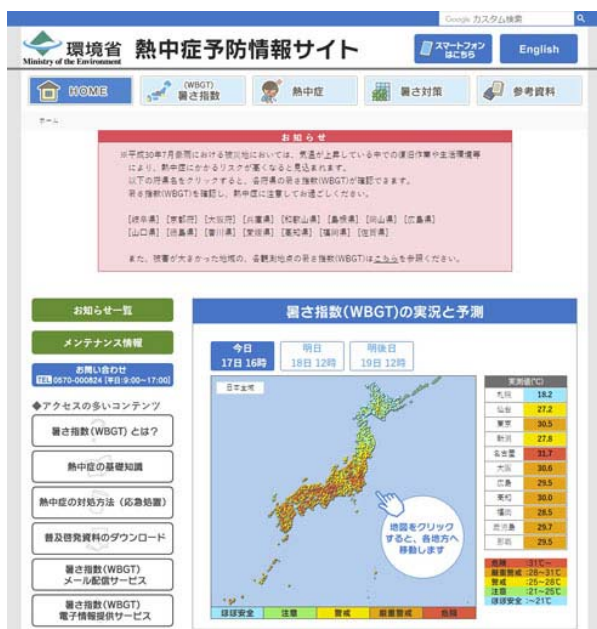 Google カスタム検索
環境省
Ministry of the Environment
熱中症予防情報サイト
スマートフォン
はこちら
English
HOME
(WBGT)
暑さ指数
熱中症
暑さ対策
参考資料
ホーム
お知らせ
※平成30年7月豪雨における被災地においては、気温が上昇している中での復旧作業や生活環境等
により、熱中症にかかるリスクが高くなると見込まれます。
以下の府県名をクリックすると、各府県の暑さ指数(WBGT)が確認できます。
暑さ指数(WBGT)を確認し、熱中症に注意してお過ごしください。
[岐阜県] [京都府] [大阪府] [兵庫県] [和歌山県] [島根県] [岡山県] [広島県]
[山口県] [徳島県] [香川県] [愛媛県] [高知県] [福岡県] [佐賀県]
また、被害が大きかった地域の、各観測地点の暑さ指数(WBGT)はこちらを参照ください。
お知らせ一覧
メンテナンス情報
お問い合わせ
TEL 0570-000824 [平日:9:00~17:00]
◆アクセスの多いコンテンツ
暑さ指数(WBGT) とは?
熱中症の基礎知識
熱中症の対処方法(応急処置)
普及啓発資料のダウンロード
暑さ指数(WBGT)
メール配信サービス
暑さ指数(WBGT)
電子情報提供サービス
暑さ指数(WBGT)の実況と予測
今日
17日 16時
明日
18日 12時
明後日
19日 12時
日本全域
地図をクリック
すると、各地方へ
移動します
実測値(℃)
札幌 18.2
仙台 27.2
東京 30.5
新潟 27.8
名古屋 31.7
大阪 30.6
広島 29.5
高知 30.0
福岡 28.5
鹿児島 29.7
那覇 29.5
危険 :31℃~
厳重警戒 :28~31℃
警戒 :25~28℃
注意 :21~25℃
ほぼ安全 :~21℃
ほぼ安全 注意 警戒 厳重警戒 危険